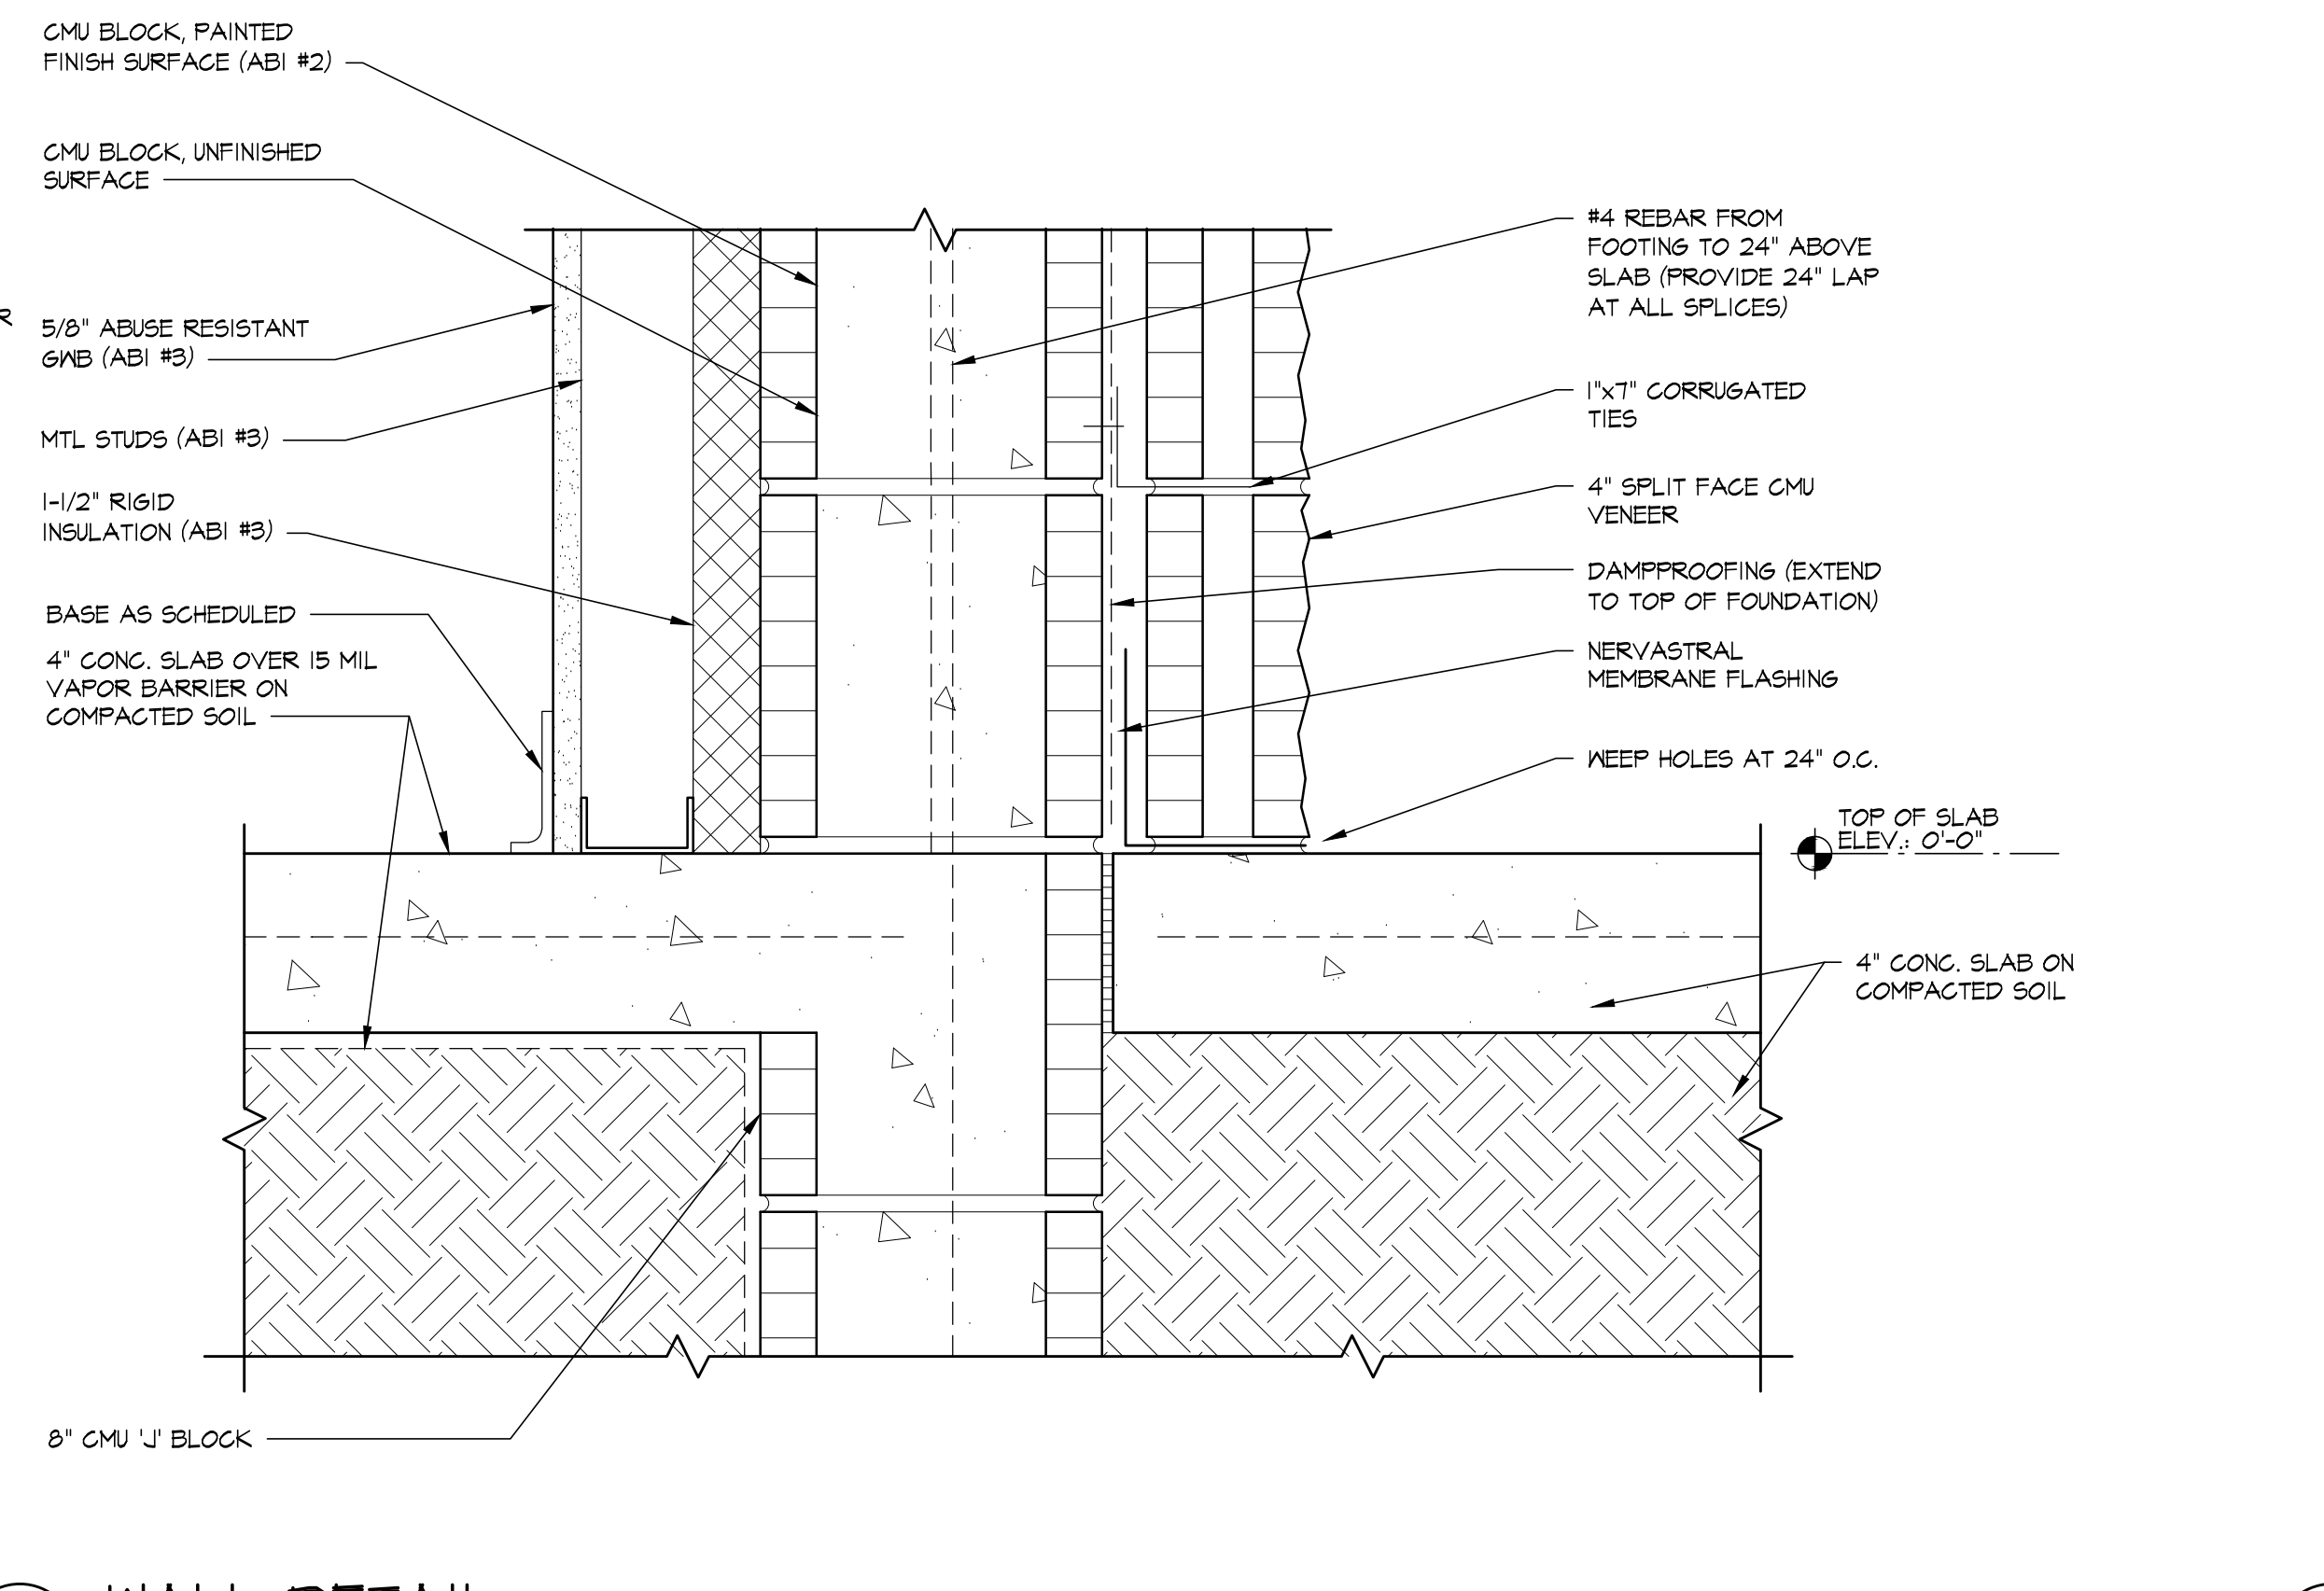 CMU BLOCK, PAINTED
FINISH SURFACE (ABI #2)
CMU BLOCK, UNFINISHED
SURFACE
R
5/8" ABUSE RESISTANT
GWB (ABI #3)
MTL STUDS (ABI #3)
1-1/2" RIGID
INSULATION (ABI #3)
BASE AS SCHEDULED
4" CONC. SLAB OVER 15 MIL
VAPOR BARRIER ON
COMPACTED SOIL
8" CMU 'J' BLOCK
#4 REBAR FROM
FOOTING TO 24" ABOVE
SLAB (PROVIDE 24" LAP
AT ALL SPLICES)
1"x7" CORRUGATED
TIES
4" SPLIT FACE CMU
VENEER
DAMPPROOFING (EXTEND
TO TOP OF FOUNDATION)
NERVASTRAL
MEMBRANE FLASHING
WEEP HOLES AT 24" O.C.
TOP OF SLAB
ELEV.: 0'-0"
4" CONC. SLAB ON
COMPACTED SOIL
WALL DETAIL